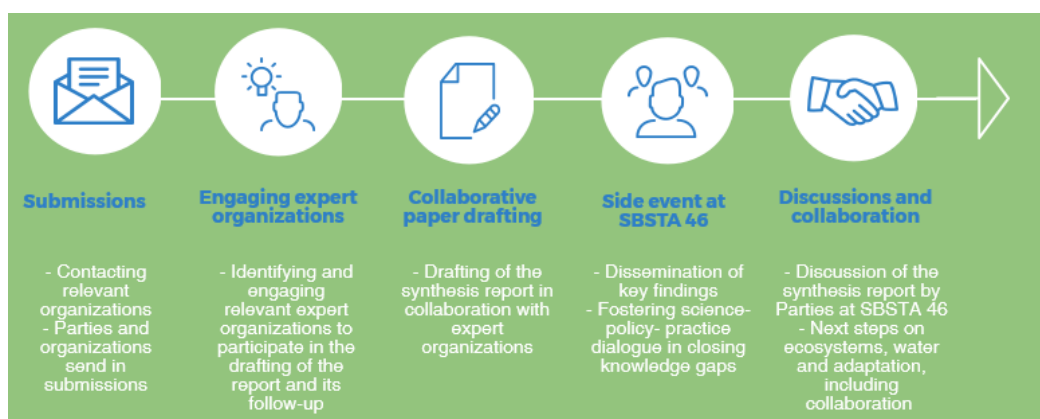 Submissions
- Contacting
relevant
organizations
- Parties and
organizations
send in
submissions
Engaging expert
organizations
- Identifying and
engaging
relevant expert
organizations to
participate in the
drafting of the
report and its
follow-up
Collaborative
paper drafting
- Drafting of the
synthesis report in
collaboration with
expert
organizations
Side event at
SBSTA 46
- Dissemination of
key findings
- Fostering science-
policy- practice
dialogue in closing
knowledge gaps
Discussions and
collaboration
- Discussion of the
synthesis report by
Parties at SBSTA 46
- Next steps on
ecosystems, water
and adaptation,
including
collaboration